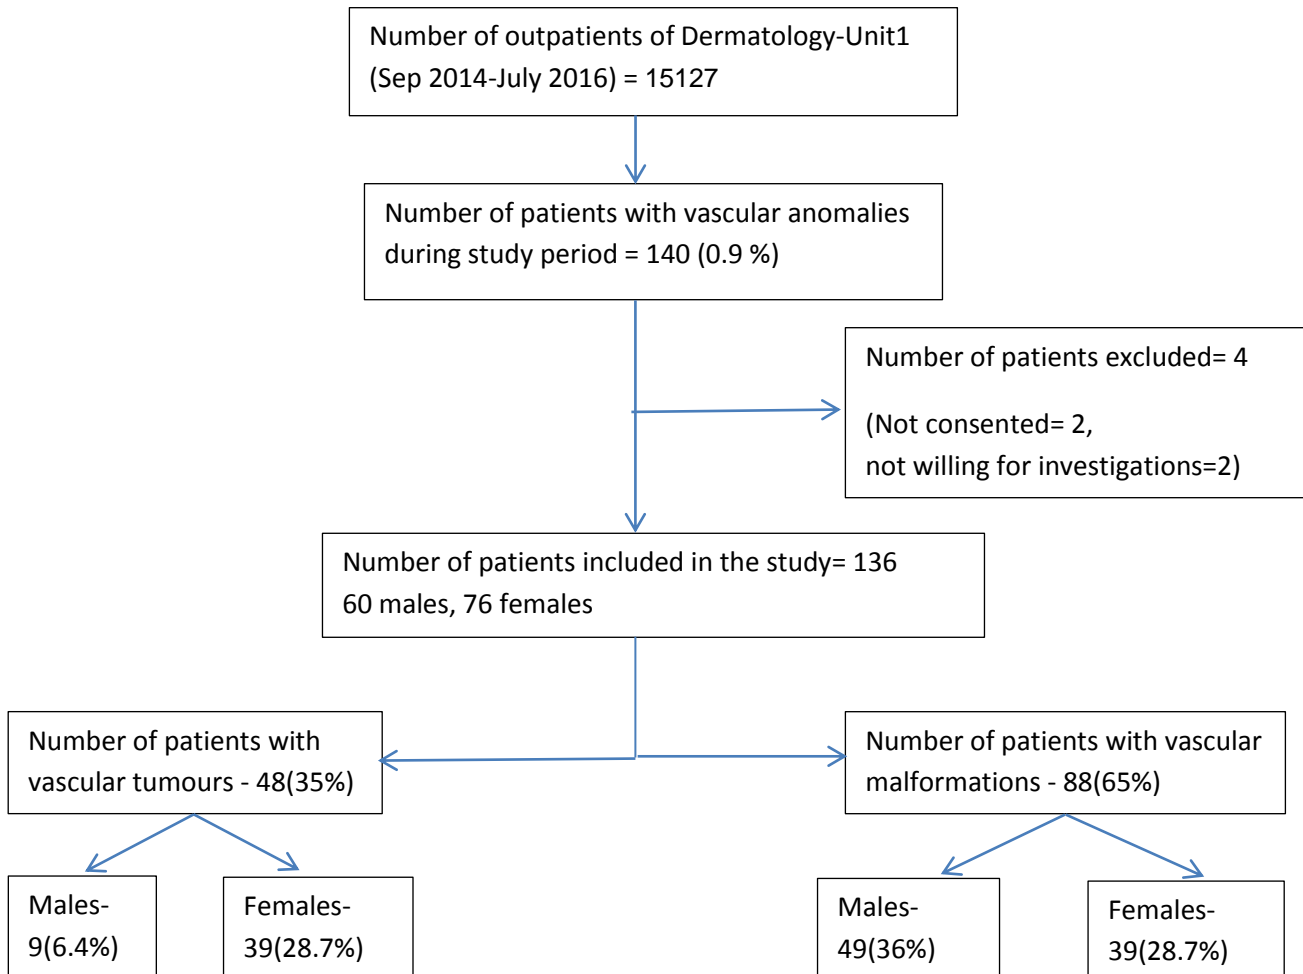 Number of outpatients of Dermatology-Unit1
(Sep 2014-July 2016) = 15127
Number of patients with vascular anomalies
during study period = 140 (0.9 %)
Number of patients excluded= 4
(Not consented= 2,
not willing for investigations=2)
Number of patients included in the study= 136
60 males, 76 females
Number of patients with
vascular tumours - 48(35%)
Number of patients with vascular
malformations - 88(65%)
Males-
9(6.4%)
Females-
39(28.7%)
Males-
49(36%)
Females-
39(28.7%)